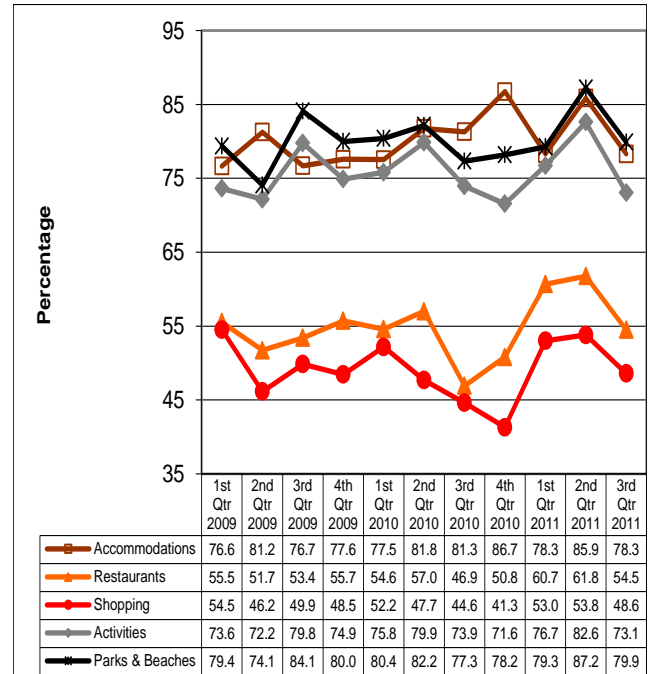 95
85
75
65
55
45
35
Percentage
1st Qtr 2009 2nd Qtr 2009 3rd Qtr 2009 4th Qtr 2009 1st Qtr 2010 2nd Qtr 2010 3rd Qtr 2010 4th Qtr 2010 1st Qtr 2011 2nd Qtr 2011 3rd Qtr 2011
Accommodations 76.6 81.2 76.7 77.6 77.5 81.8 81.3 86.7 78.3 85.9 78.3
Restaurants 55.5 51.7 53.4 55.7 54.6 57.0 46.9 50.8 60.7 61.8 54.5
Shopping 54.5 46.2 49.9 48.5 52.2 47.7 44.6 41.3 53.0 53.8 48.6
Activities 73.6 72.2 79.8 74.9 75.8 79.9 73.9 71.6 76.7 82.6 73.1
Parks & Beaches 79.4 74.1 84.1 80.0 80.4 82.2 77.3 78.2 79.3 87.2 79.9